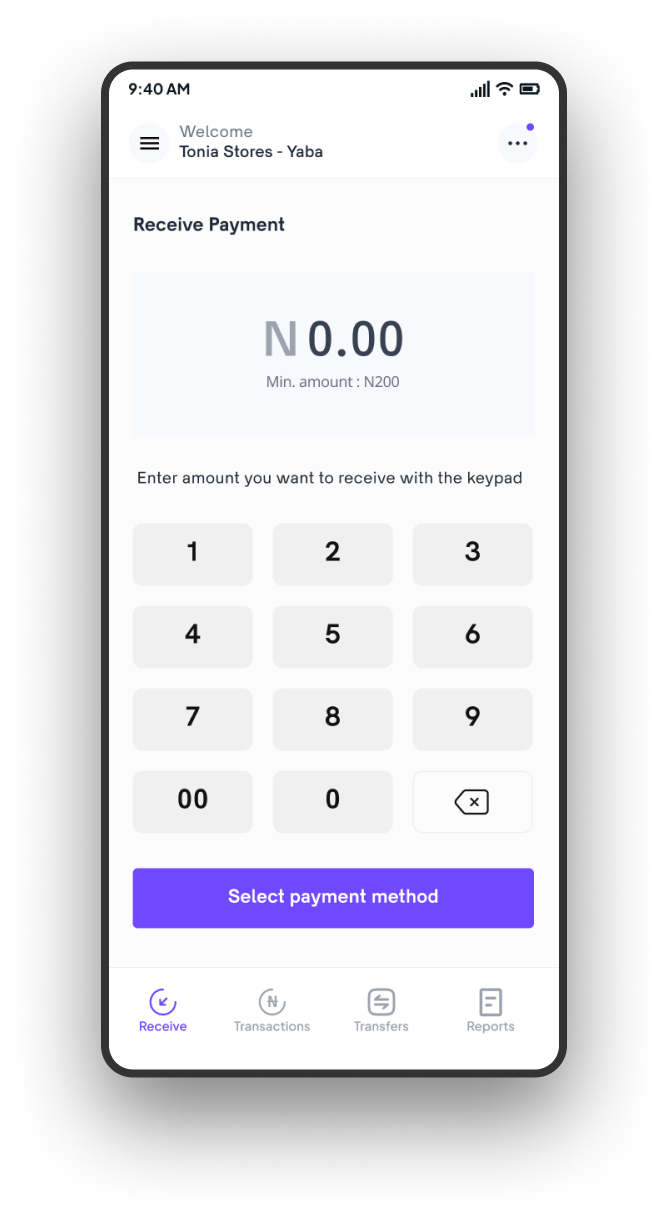 9:40 AM
Welcome
Tonia Stores - Yaba
Receive Payment
N 0.00
Min. amount : N200
Enter amount you want to receive with the keypad
1 2 3
4 5 6
7 8 9
00 0
Select payment method
Receive Transactions Transfers Reports